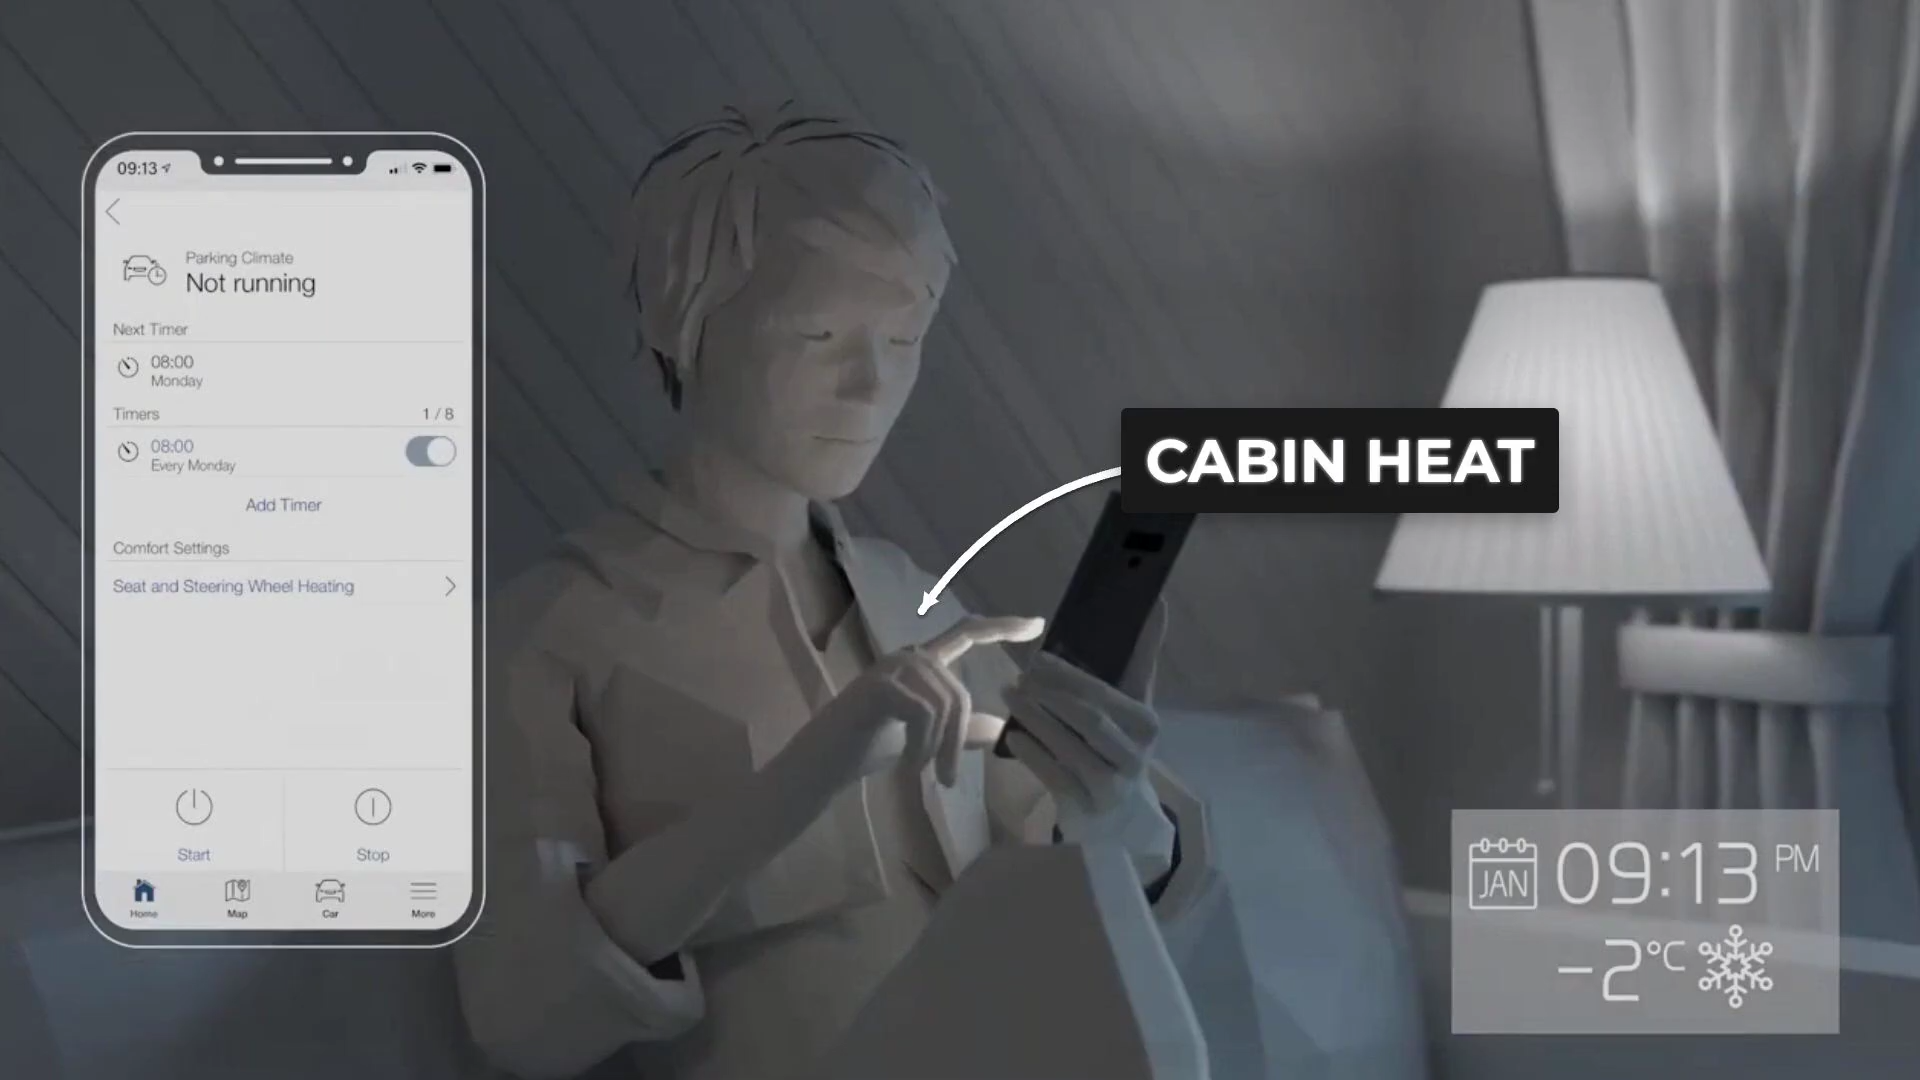 09:13
Parking Climate
Not running
Next Timer
08:00
Monday
Timers 1 / 8
08:00
Every Monday
Add Timer
Comfort Settings
Seat and Steering Wheel Heating
Start Stop
Home Map Car More
CABIN HEAT
JAN 09:13 PM
-2°C